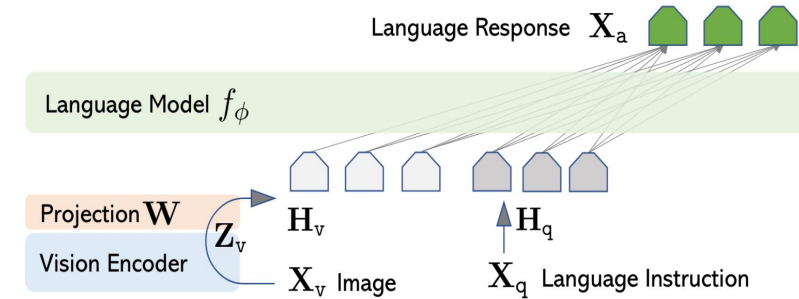 Language Response X_a
Language Model f_ϕ
Projection W
Z_v
Vision Encoder
H_v
H_q
X_v Image
X_q Language Instruction